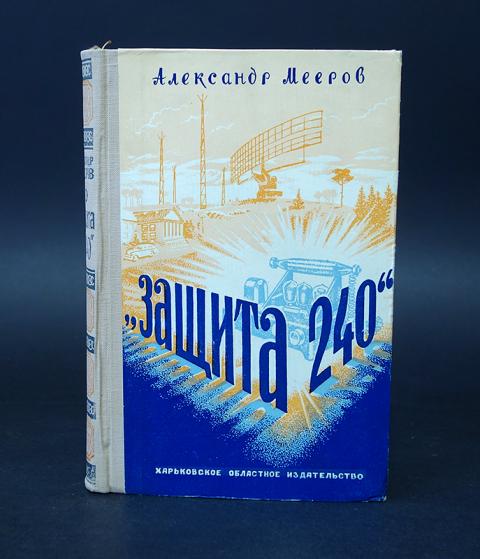 Александр Мееров
„ЗАЩИТА 240“
ХАРЬКОВСКОЕ ОБЛАСТНОЕ ИЗДАТЕЛЬСТВО